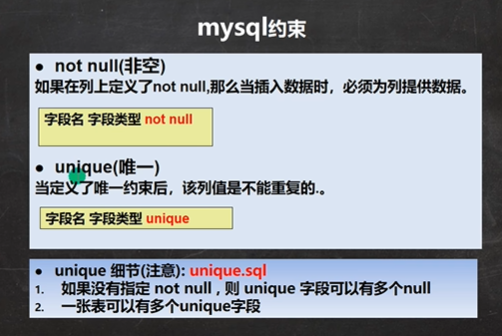 mysql约束
● not null(非空)
如果在列上定义了not null,那么当插入数据时，必须为列提供数据。
字段名 字段类型 not null
● unique(唯一)
当定义了唯一约束后，该列值是不能重复的.。
字段名 字段类型 unique
● unique 细节(注意): unique.sql
1. 如果没有指定 not null , 则 unique 字段可以有多个null
2. 一张表可以有多个unique字段